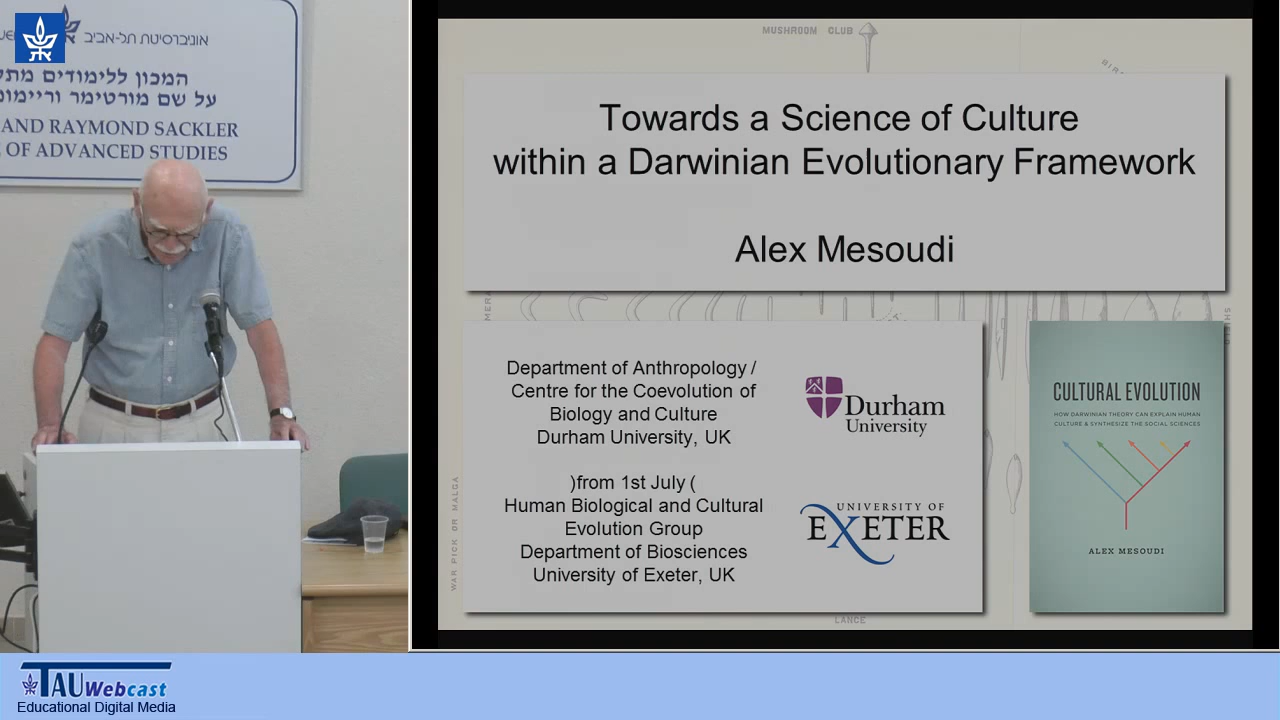 אוניברסיטת תל-אביב
המכון ללימודים
על שם מורטימר
AND RAYMOND SACKLER
OF ADVANCED STUDIES
MUSHROOM CLUB
Towards a Science of Culture
within a Darwinian Evolutionary Framework
Alex Mesoudi
Department of Anthropology /
Centre for the Coevolution of
Biology and Culture
Durham University, UK
Durham
University
)from 1st July (
Human Biological and Cultural
Evolution Group
Department of Biosciences
University of Exeter, UK
UNIVERSITY OF
EXETER
CULTURAL EVOLUTION
HOW DARWINIAN THEORY CAN EXPLAIN HUMAN
CULTURE & SYNTHESIZE THE SOCIAL SCIENCES
ALEX MESOUDI
WAR PICK OR MALGA
LANCE
TAU Webcast
Educational Digital Media